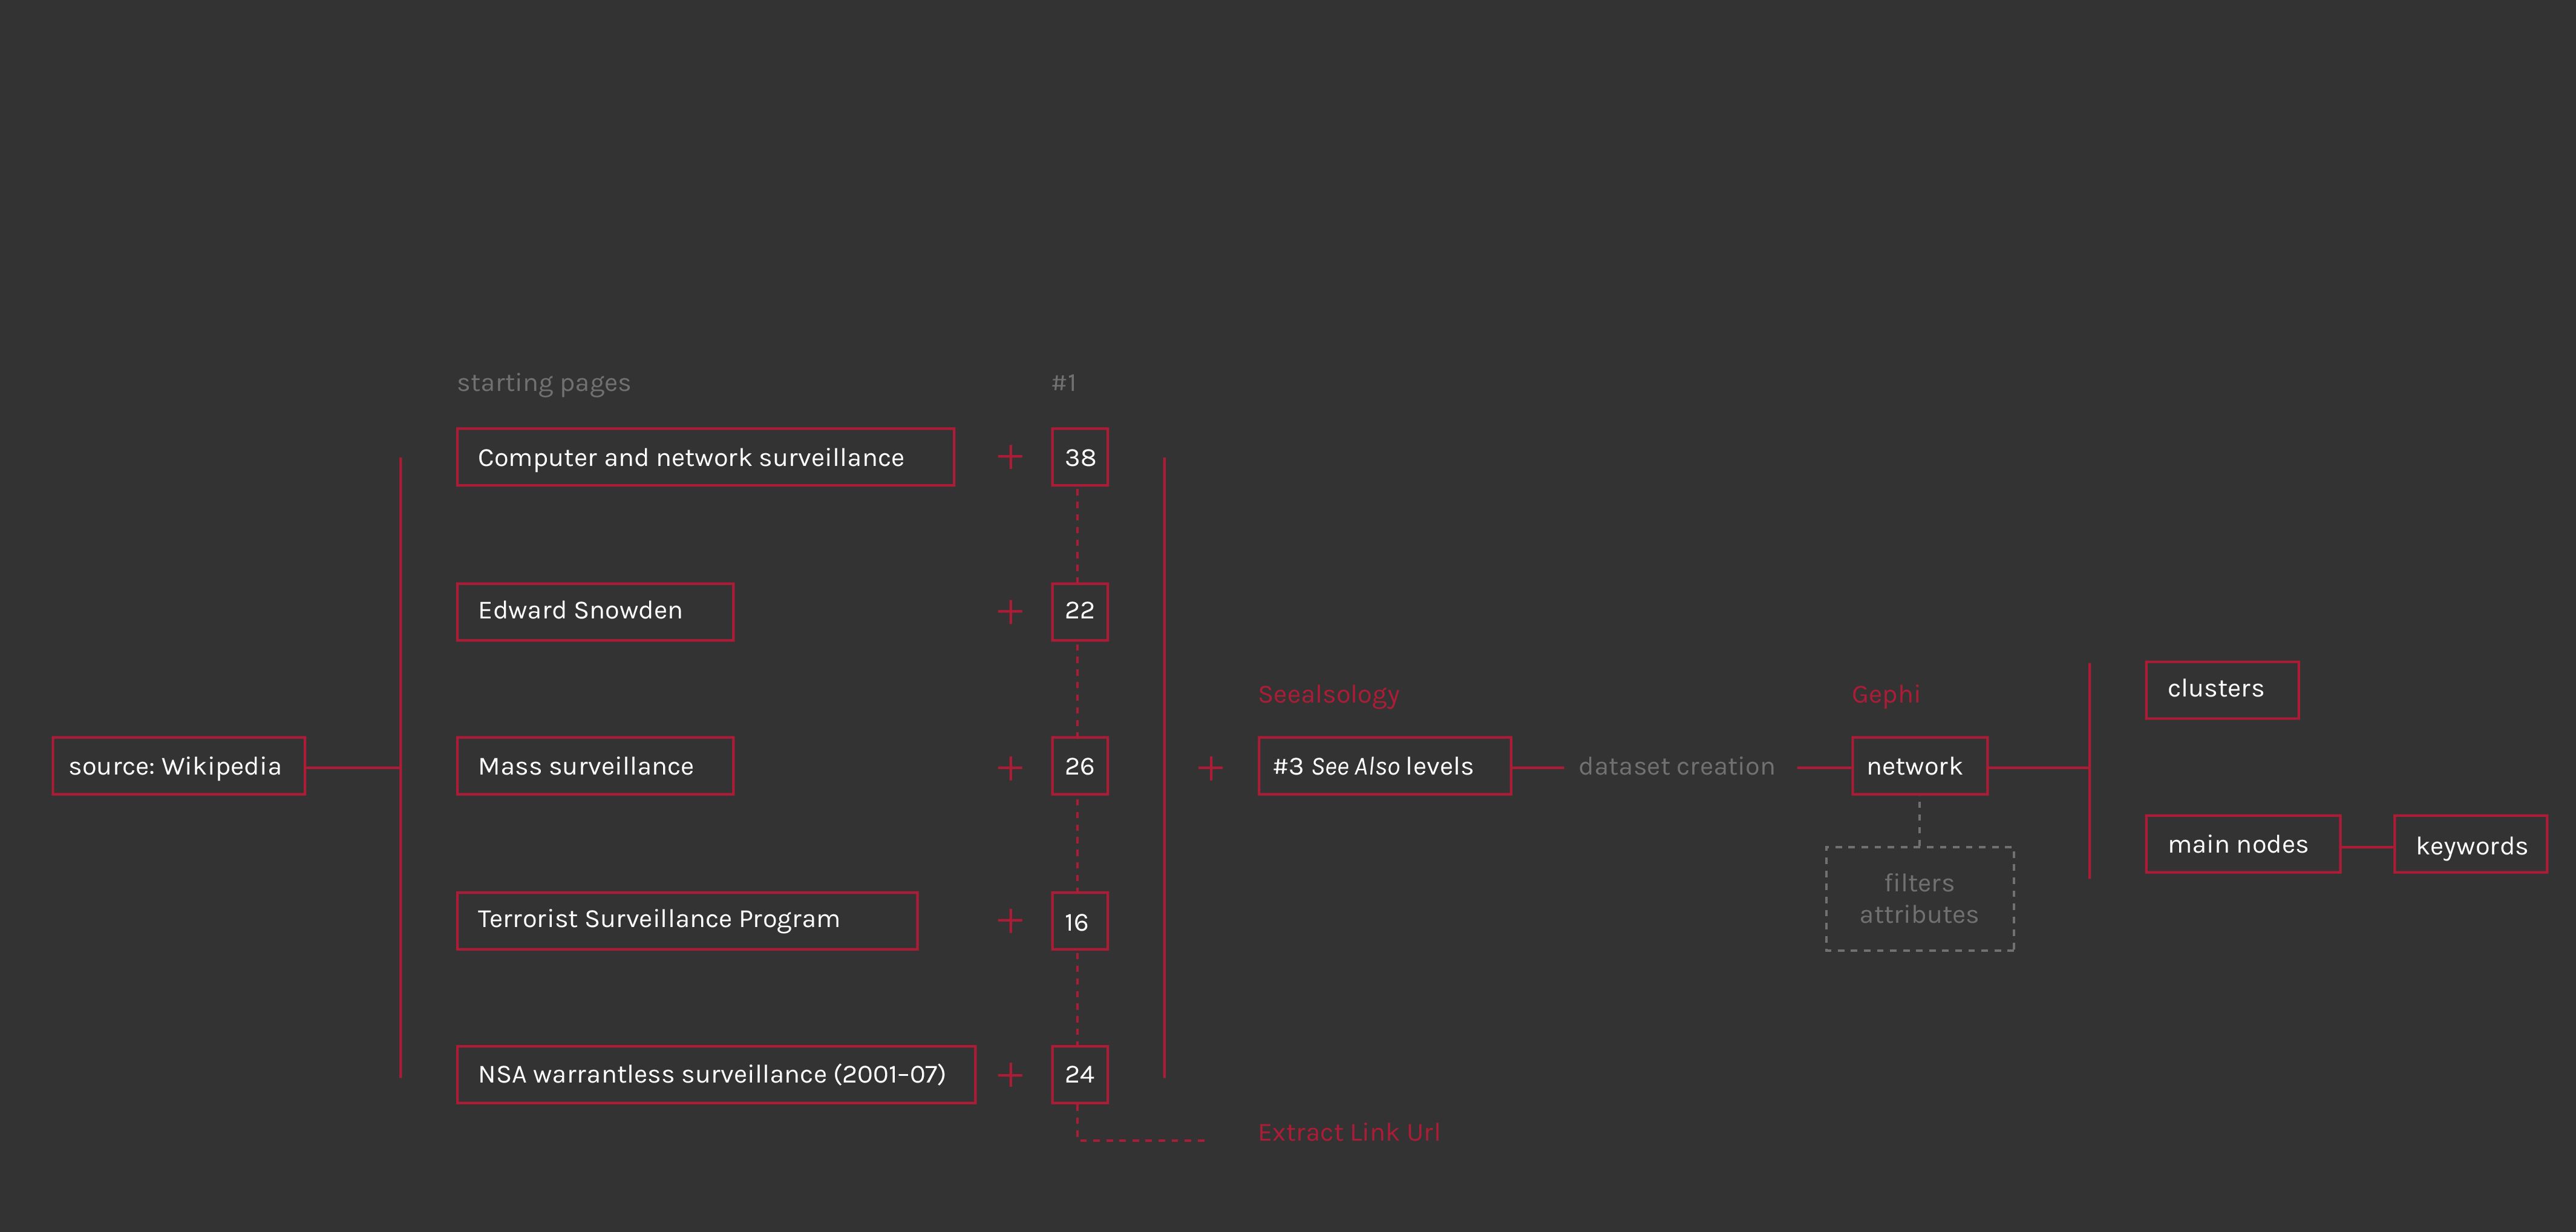 starting pages
#1
Computer and network surveillance
38
Edward Snowden
22
source: Wikipedia
Mass surveillance
26
Terrorist Surveillance Program
16
NSA warrantless surveillance (2001–07)
24
Extract Link Url
Seealsology
#3 See Also levels
dataset creation
Gephi
network
filters
attributes
clusters
main nodes
keywords